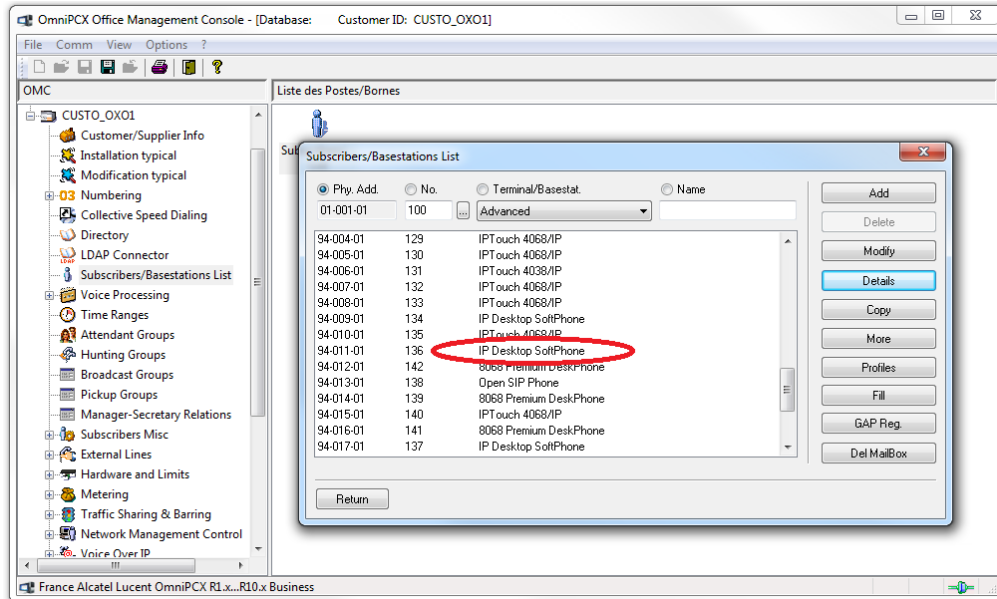 OmniPCX Office Management Console - [Database: Customer ID: CUSTO_OXO1]
File Comm View Options ?
OMC
Liste des Postes/Bornes
CUSTO_OXO1
Customer/Supplier Info
Installation typical
Modification typical
03 Numbering
Collective Speed Dialing
Directory
LDAP LDAP Connector
Subscribers/Basestations List
Voice Processing
Time Ranges
Attendant Groups
Hunting Groups
Broadcast Groups
Pickup Groups
Manager-Secretary Relations
Subscribers Misc
External Lines
Hardware and Limits
Metering
Traffic Sharing & Barring
Network Management Control
Voice Over IP
Sub
Subscribers/Basestations List
Phy. Add. No. Terminal/Basestat. Name
01-001-01 100 ... Advanced
94-004-01 129 IPTouch 4068/IP
94-005-01 130 IPTouch 4068/IP
94-006-01 131 IPTouch 4038/IP
94-007-01 132 IPTouch 4068/IP
94-008-01 133 IPTouch 4068/IP
94-009-01 134 IP Desktop SoftPhone
94-010-01 135 IPTouch 4068/IP
94-011-01 136 IP Desktop SoftPhone
94-012-01 142 8068 Premium DeskPhone
94-013-01 138 Open SIP Phone
94-014-01 139 8068 Premium DeskPhone
94-015-01 140 IPTouch 4068/IP
94-016-01 141 8068 Premium DeskPhone
94-017-01 137 IP Desktop SoftPhone
Add
Delete
Modify
Details
Copy
More
Profiles
Fill
GAP Reg.
Del MailBox
Return
France Alcatel Lucent OmniPCX R1.x...R10.x Business